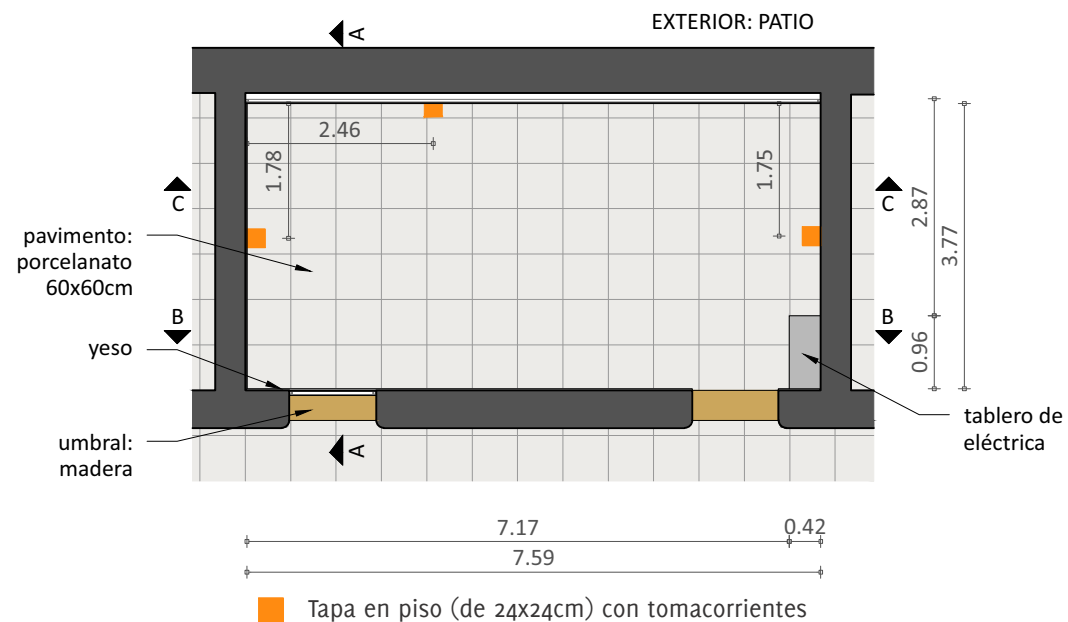 EXTERIOR: PATIO
A
2.46
1.78
1.75
C
C
2.87
3.77
pavimento:
porcelanato
60x60cm
B
B
yeso
0.96
umbral:
madera
A
tablero de
eléctrica
7.17
0.42
7.59
Tapa en piso (de 24x24cm) con tomacorrientes